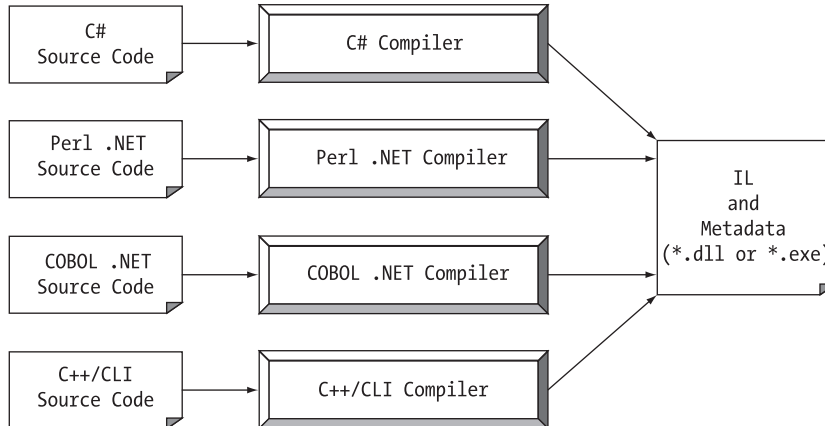 C#
Source Code
C# Compiler
Perl .NET
Source Code
Perl .NET Compiler
IL
and
Metadata
(*.dll or *.exe)
COBOL .NET
Source Code
COBOL .NET Compiler
C++/CLI
Source Code
C++/CLI Compiler